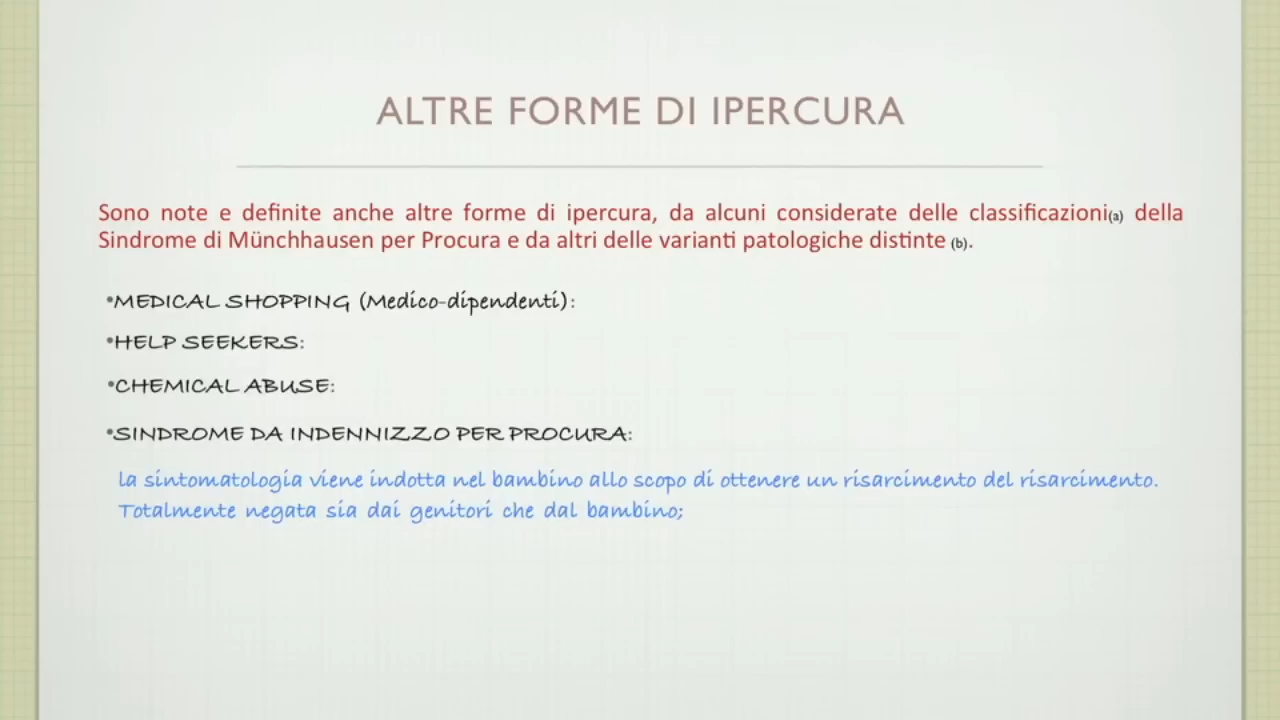 ALTRE FORME DI IPERCURA
Sono note e definite anche altre forme di ipercura, da alcuni considerate delle classificazioni(a) della
Sindrome di Münchhausen per Procura e da altri delle varianti patologiche distinte (b).
•MEDICAL SHOPPING (Medico-dipendenti):
•HELP SEEKERS:
•CHEMICAL ABUSE:
•SINDROME DA INDENNIZZO PER PROCURA:
la sintomatologia viene indotta nel bambino allo scopo di ottenere un risarcimento del risarcimento.
Totalmente negata sia dai genitori che dal bambino;